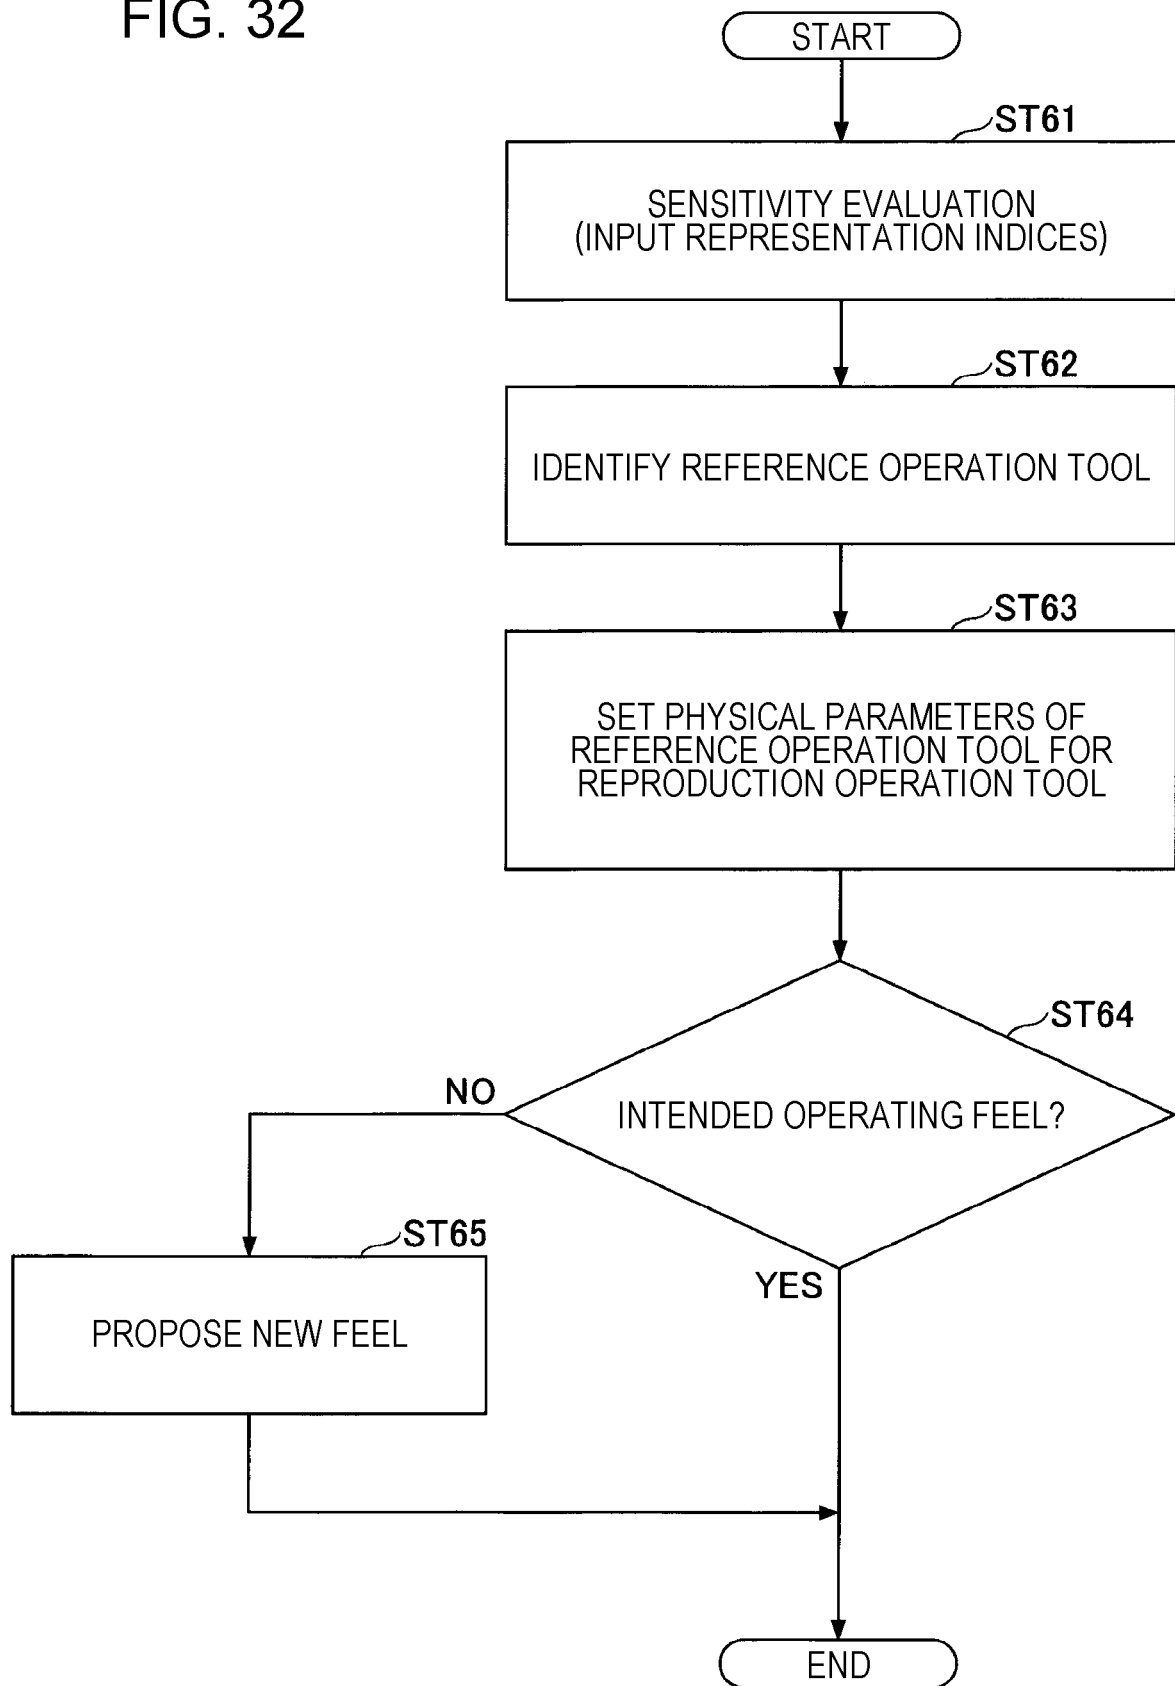 FIG. 32
START
ST61
SENSITIVITY EVALUATION
(INPUT REPRESENTATION INDICES)
ST62
IDENTIFY REFERENCE OPERATION TOOL
ST63
SET PHYSICAL PARAMETERS OF
REFERENCE OPERATION TOOL FOR
REPRODUCTION OPERATION TOOL
ST64
INTENDED OPERATING FEEL?
NO
ST65
PROPOSE NEW FEEL
YES
END